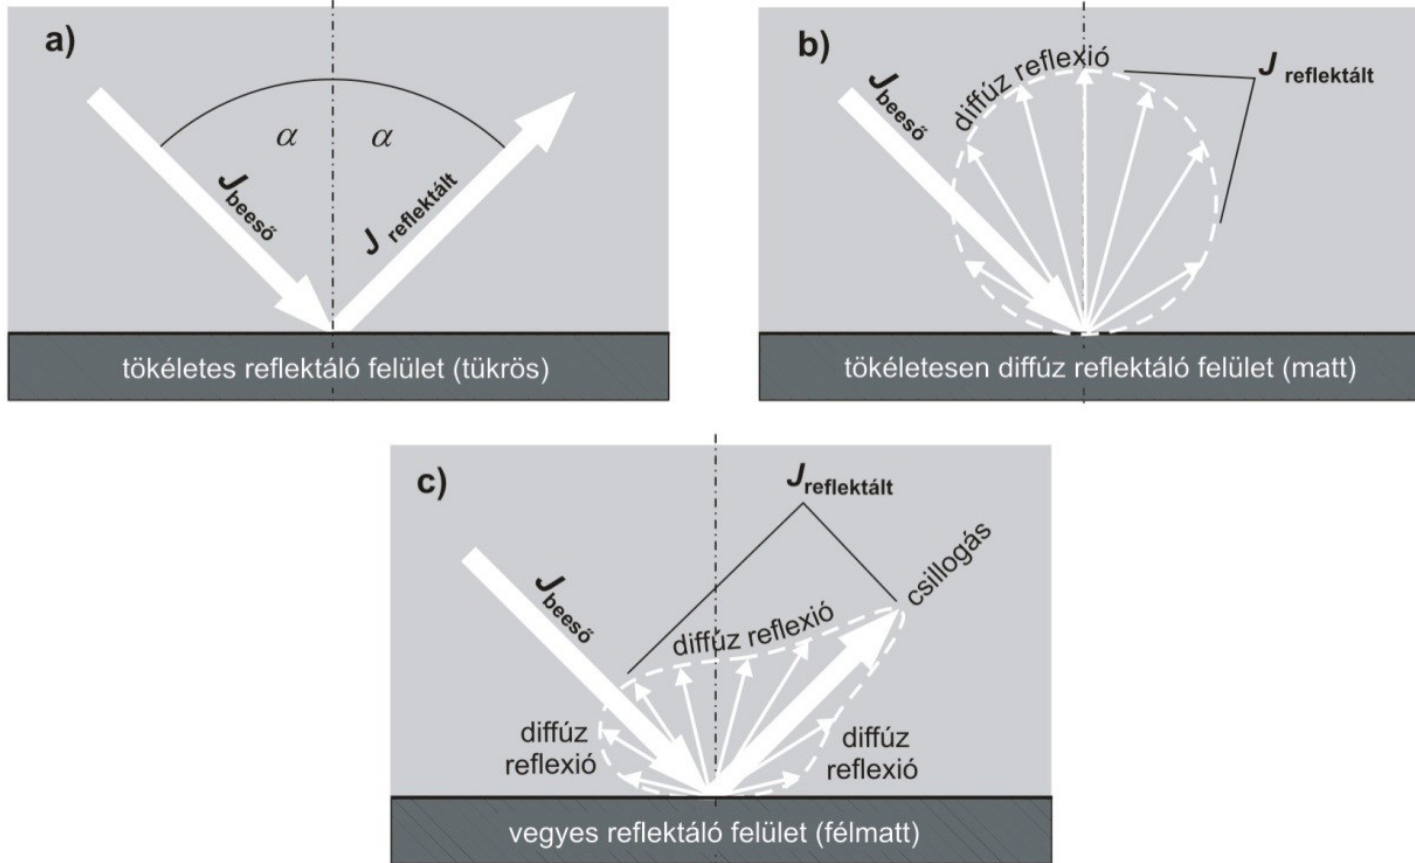 a)
α
α
J beeső
J reflektált
tökéletes reflektáló felület (tükrös)
b)
diffúz reflexió
J reflektált
J beeső
tökéletesen diffúz reflektáló felület (matt)
c)
J reflektált
J beeső
csillogás
diffúz reflexió
diffúz
reflexió
diffúz
reflexió
vegyes reflektáló felület (félmatt)